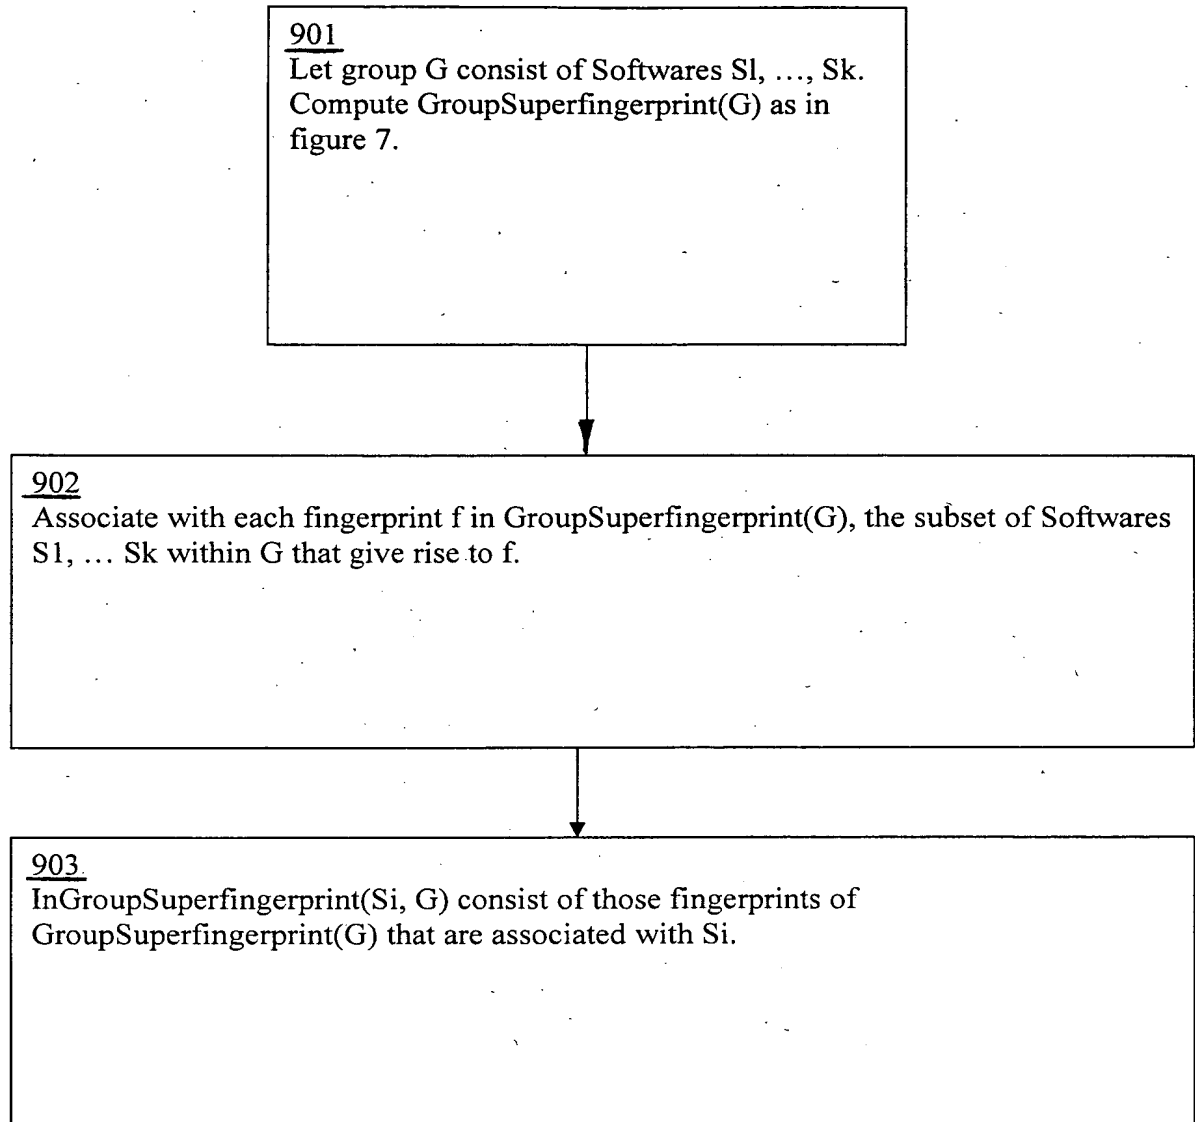 901
Let group G consist of Softwares Sl, …, Sk.
Compute GroupSuperfingerprint(G) as in
figure 7.
902
Associate with each fingerprint f in GroupSuperfingerprint(G), the subset of Softwares
S1, … Sk within G that give rise to f.
903
InGroupSuperfingerprint(Si, G) consist of those fingerprints of
GroupSuperfingerprint(G) that are associated with Si.